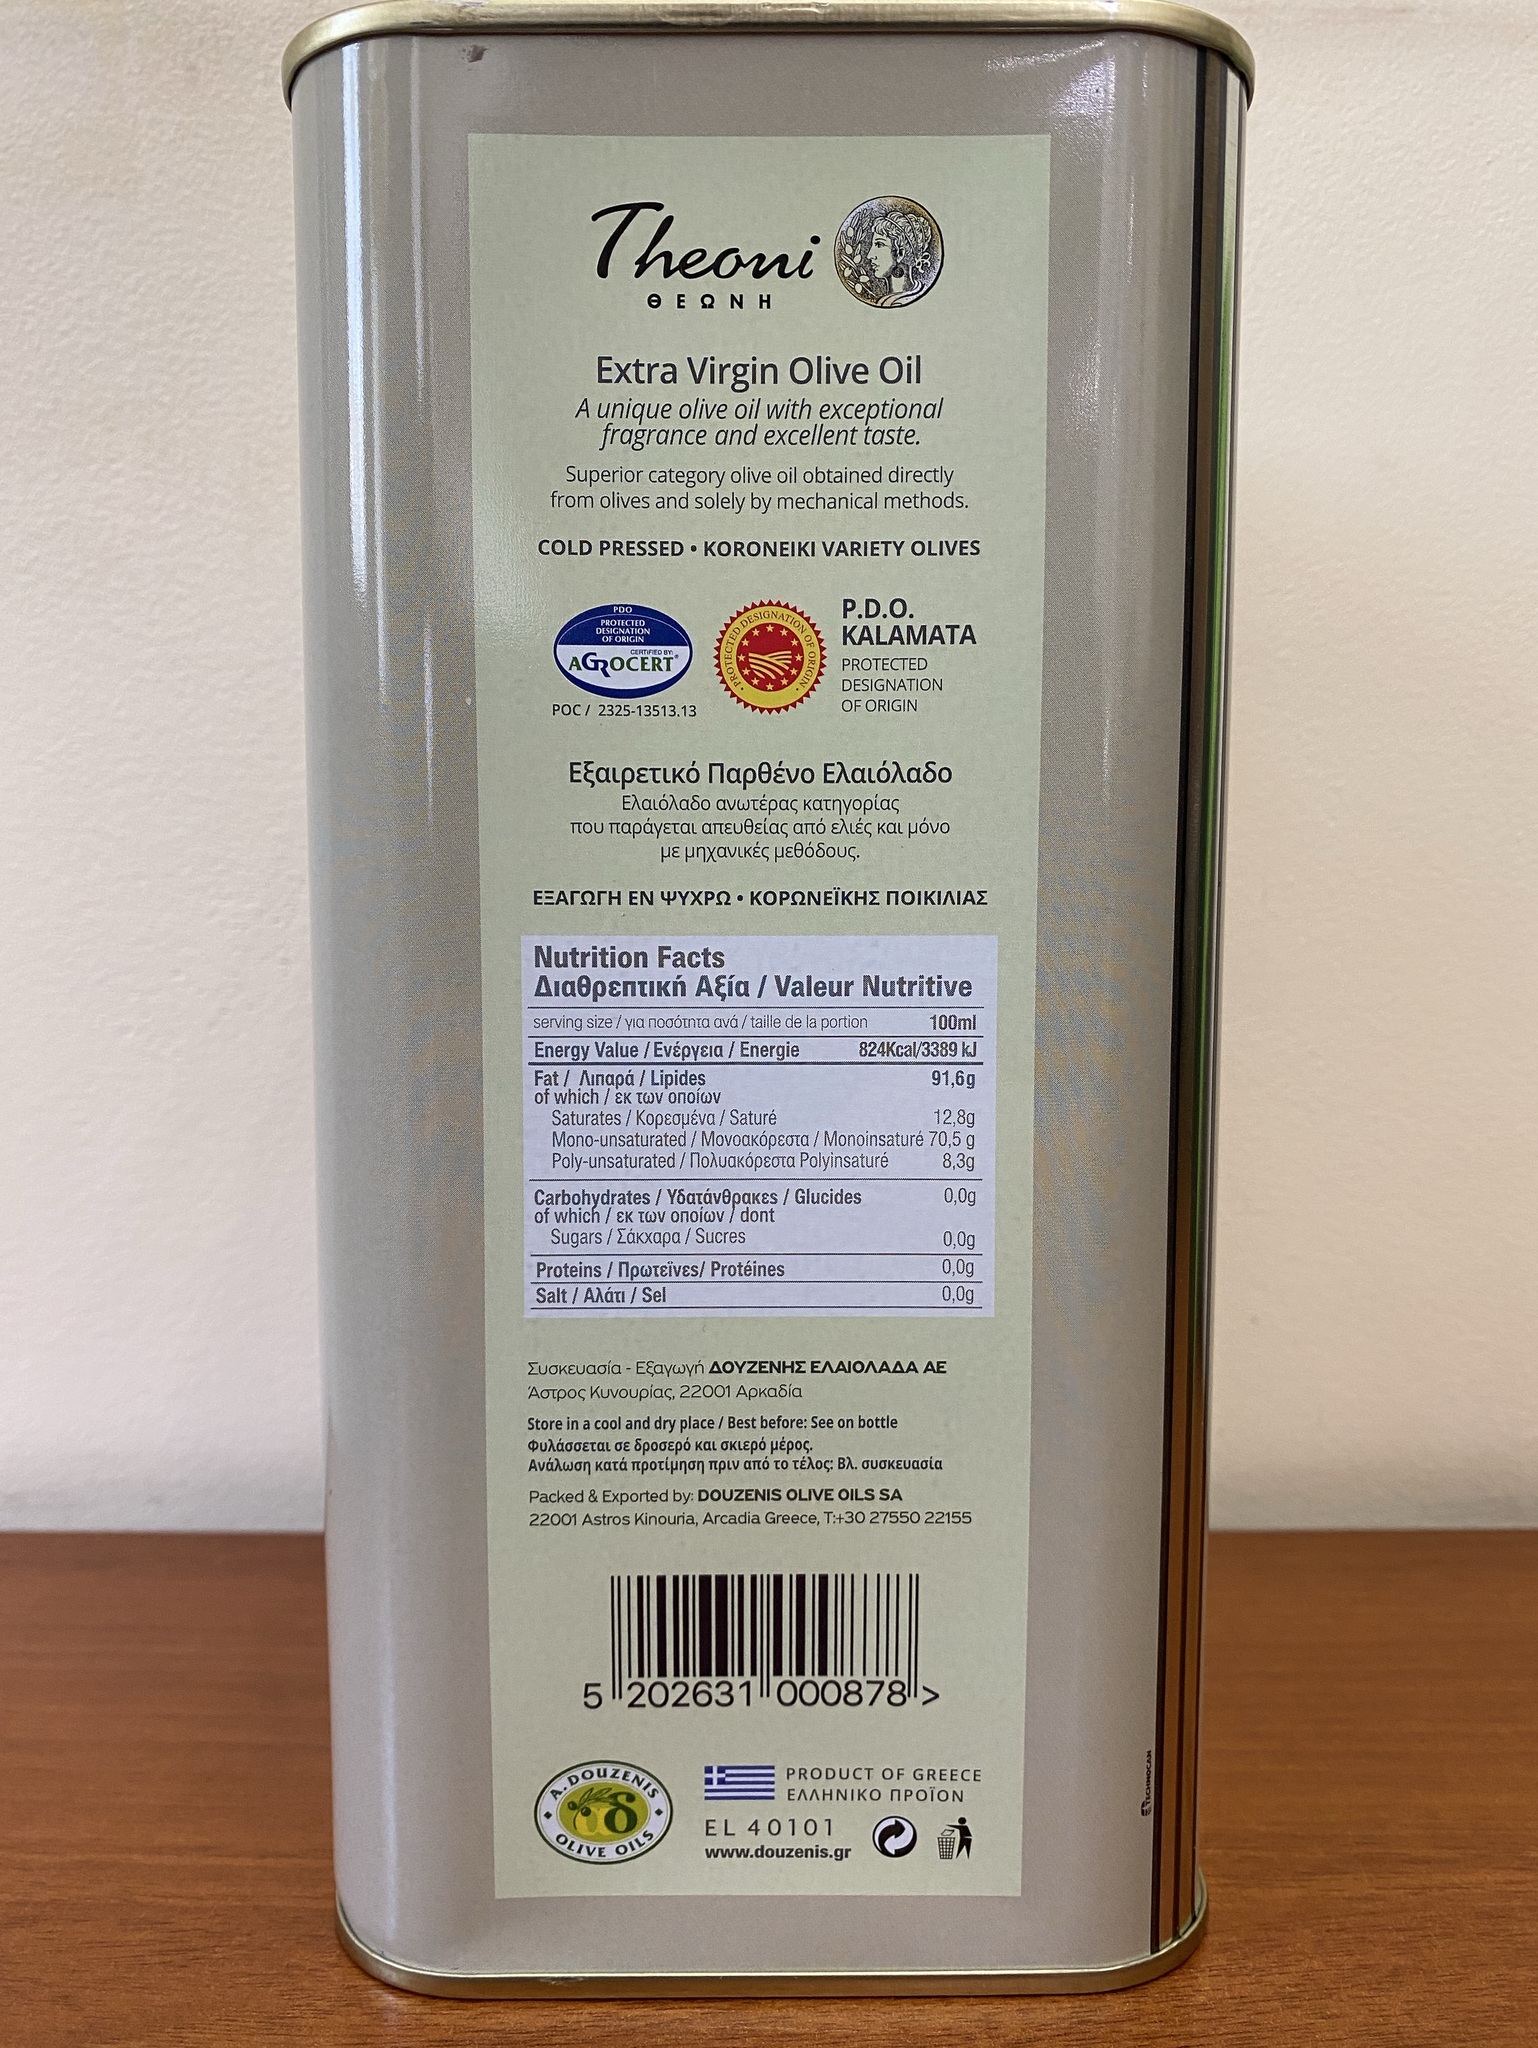 Theoni
ΘΕΩΝΗ
Extra Virgin Olive Oil
A unique olive oil with exceptional
fragrance and excellent taste.
Superior category olive oil obtained directly
from olives and solely by mechanical methods.
COLD PRESSED • KORONEIKI VARIETY OLIVES
PDO
PROTECTED
DESIGNATION
OF ORIGIN
CERTIFIED BY:
AGROCERT®
POC / 2325-13513.13
PROTECTED DESIGNATION OF ORIGIN
P.D.O.
KALAMATA
PROTECTED
DESIGNATION
OF ORIGIN
Εξαιρετικό Παρθένο Ελαιόλαδο
Ελαιόλαδο ανωτέρας κατηγορίας
που παράγεται απευθείας από ελιές και μόνο
με μηχανικές μεθόδους.
ΕΞΑΓΩΓΗ ΕΝ ΨΥΧΡΩ • ΚΟΡΩΝΕΪΚΗΣ ΠΟΙΚΙΛΙΑΣ
Nutrition Facts
Διαθρεπτική Αξία / Valeur Nutritive
serving size / για ποσότητα ανά / taille de la portion 100ml
Energy Value / Ενέργεια / Energie 824Kcal/3389 kJ
Fat / Λιπαρά / Lipides 91,6g
of which / εκ των οποίων
Saturates / Κορεσμένα / Saturé 12,8g
Mono-unsaturated / Μονοακόρεστα / Monoinsaturé 70,5 g
Poly-unsaturated / Πολυακόρεστα Polyinsaturé 8,3g
Carbohydrates / Υδατάνθρακες / Glucides 0,0g
of which / εκ των οποίων / dont
Sugars / Σάκχαρα / Sucres 0,0g
Proteins / Πρωτεϊνες/ Protéines 0,0g
Salt / Αλάτι / Sel 0,0g
Συσκευασία - Εξαγωγή ΔΟΥΖΕΝΗΣ ΕΛΑΙΟΛΑΔΑ ΑΕ
Άστρος Κυνουρίας, 22001 Αρκαδία
Store in a cool and dry place / Best before: See on bottle
Φυλάσσεται σε δροσερό και σκιερό μέρος.
Ανάλωση κατά προτίμηση πριν από το τέλος: Βλ. συσκευασία
Packed & Exported by: DOUZENIS OLIVE OILS SA
22001 Astros Kinouria, Arcadia Greece, T:+30 27550 22155
5 202631 000878 >
A. DOUZENIS
αδ
OLIVE OILS
PRODUCT OF GREECE
ΕΛΛΗΝΙΚΟ ΠΡΟΪΟΝ
EL 40101
www.douzenis.gr
TECHNOCAN